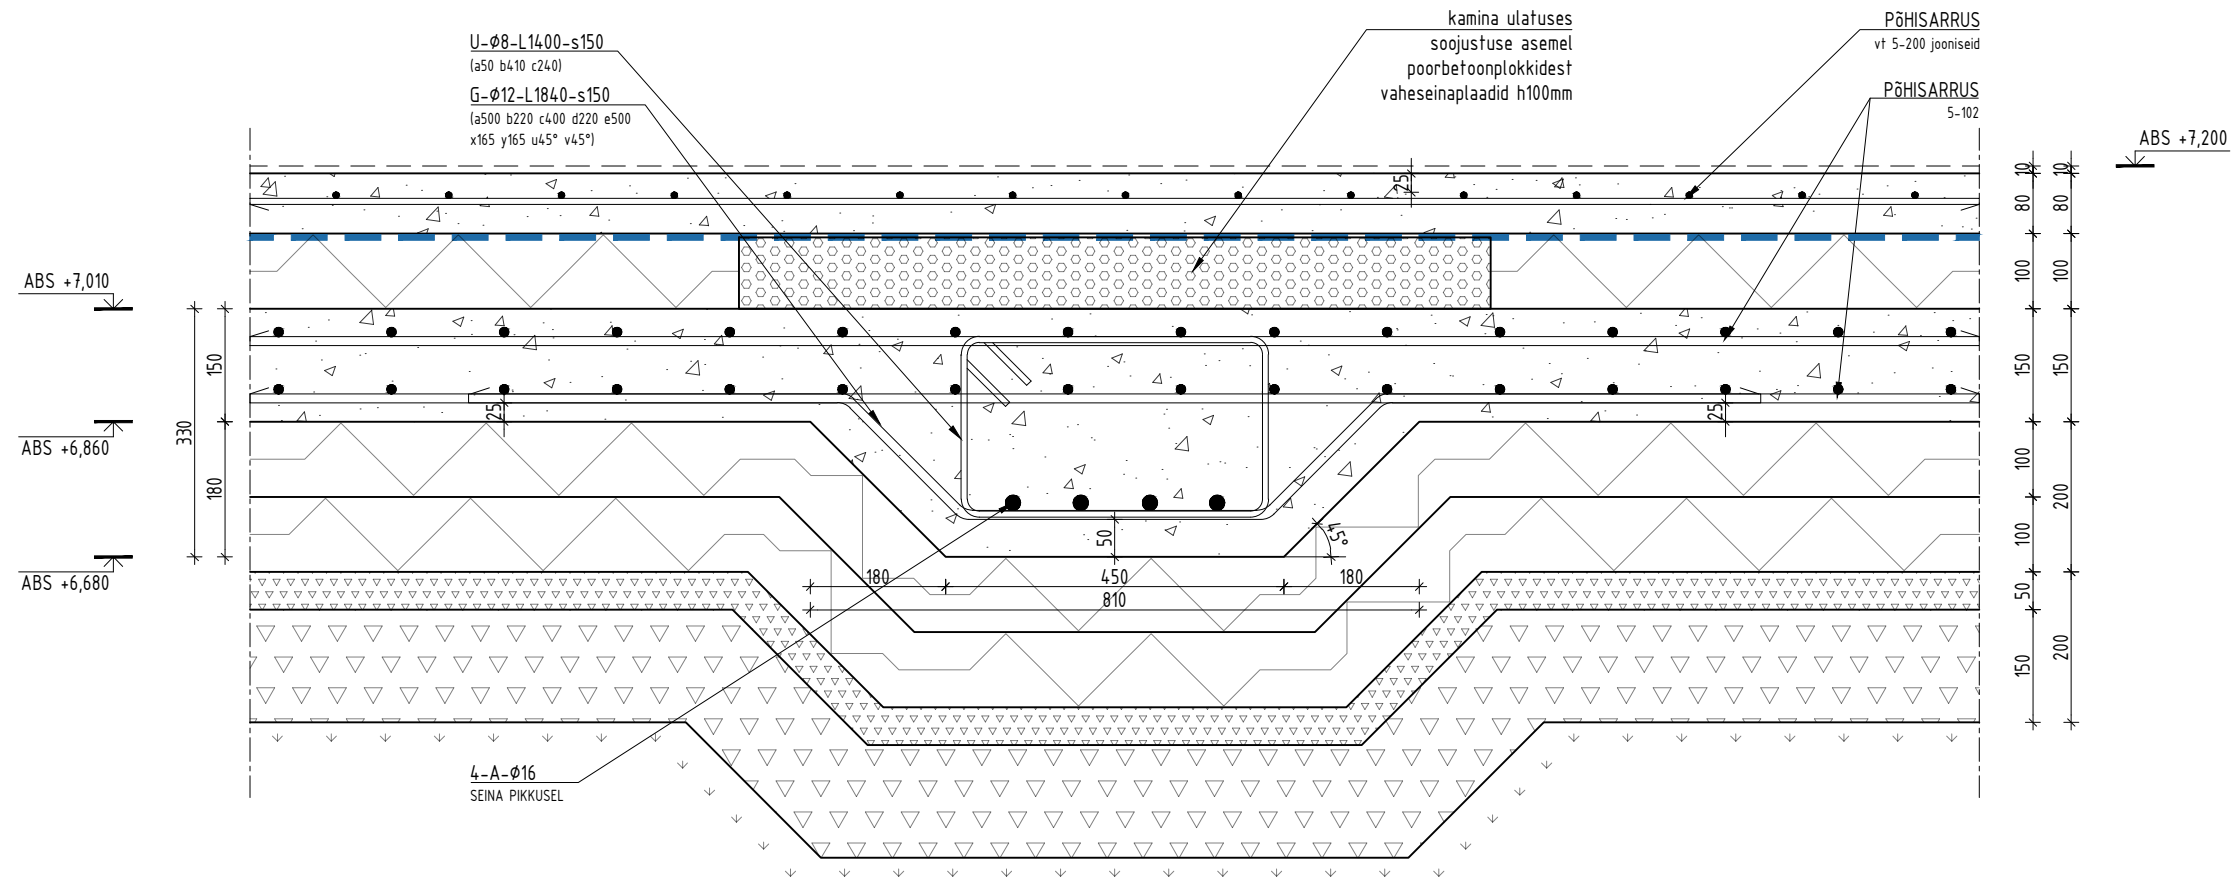 kamina ulatuses
soojustuse asemel
poorbetoonplokkidest
vaheseinaplaadid h100mm
PõHISARRUS
vt 5-200 jooniseid
PõHISARRUS
5-102
U-Ø8-L1400-s150
(a50 b410 c240)
G-Ø12-L1840-s150
(a500 b220 c400 d220 e500
x165 y165 u45° v45°)
ABS +7,200
ABS +7,010
ABS +6,860
ABS +6,680
330
150
180
25
25
25
50
45°
180
450
180
810
10
80
100
150
100
100
50
150
10
80
100
150
200
200
4-A-Ø16
SEINA PIKKUSEL